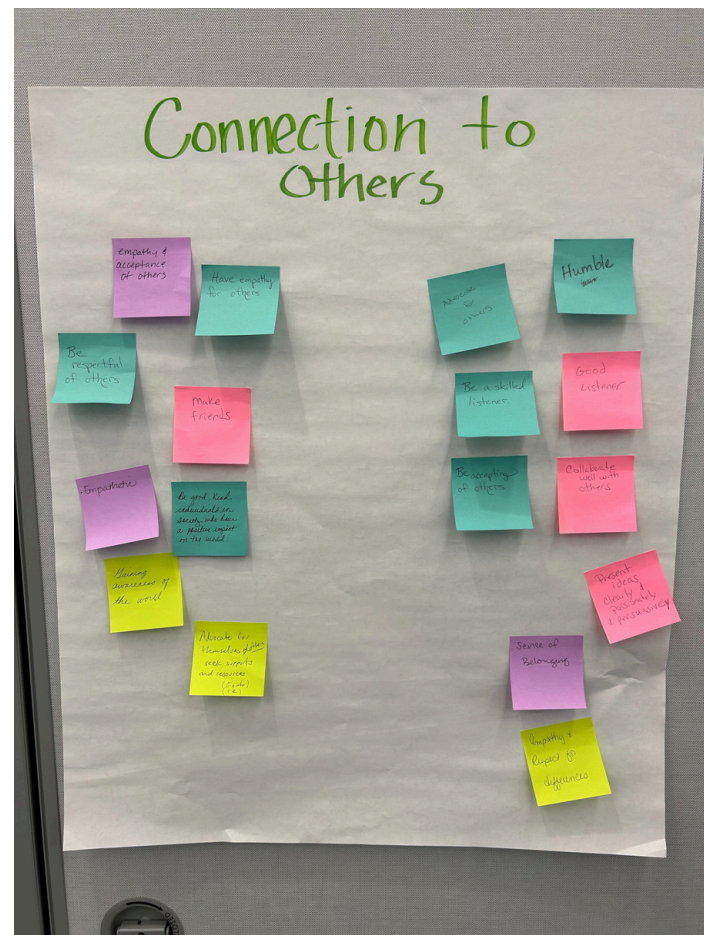 Connection to
Others
empathy &
acceptance
of others
Have empathy
for others.
Be
respectful
of others
Make
friends
Empathetic
Be good, kind
individuals in
society who have
a positive impact
on the world
Gaining
awareness of
the world
Advocate for
themselves & others
seek supports
and resources
Advocate
for
others
Humble
Be a skilled
listener.
Good
Listener
Be accepting
of others
Collaborate
well with
others
Present
ideas
clearly &
passionately
& persuasively
Sense of
Belonging
Empathy &
Respect for
differences